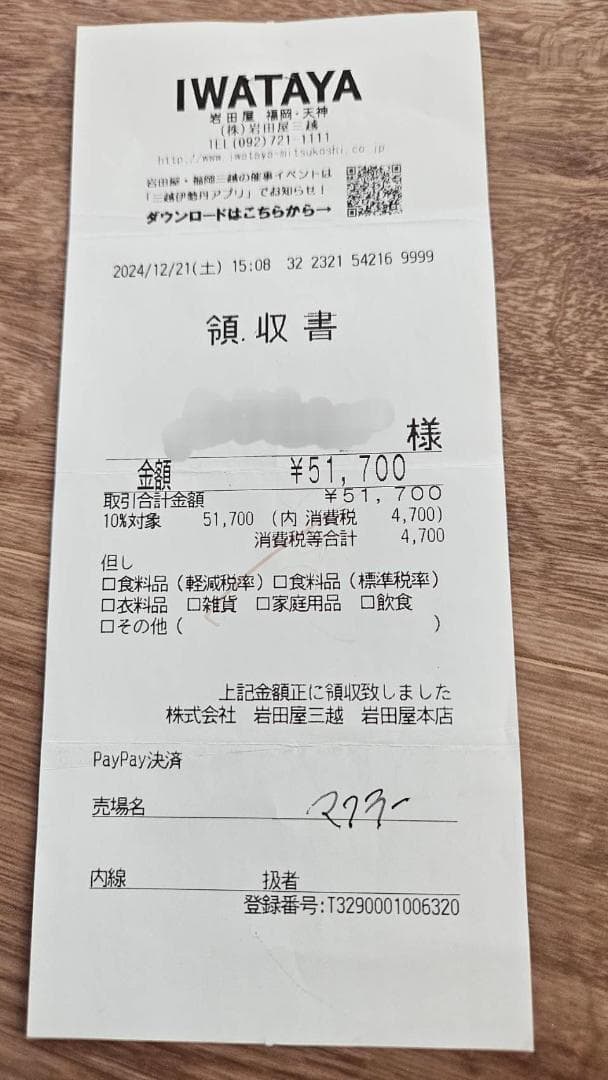 IWATAYA
岩田屋 福岡・天神
(株)岩田屋三越
TEL(092)721-1111
http://www.iwataya-mitsukoshi.co.jp
岩田屋・福岡三越の催事イベントは
「三越伊勢丹アプリ」でお知らせ!
ダウンロードはこちらから→
2024/12/21(土) 15:08 32 2321 54216 9999
領収書
様
金額 ¥51,700
取引合計金額 ¥51,700
10%対象 51,700 (内 消費税 4,700)
消費税等合計 4,700
但し
□食料品(軽減税率)□食料品(標準税率)
□衣料品 □雑貨 □家庭用品 □飲食
□その他( )
上記金額正に領収致しました
株式会社 岩田屋三越 岩田屋本店
PayPay決済
売場名 マフラー
内線 扱者
登録番号:T3290001006320